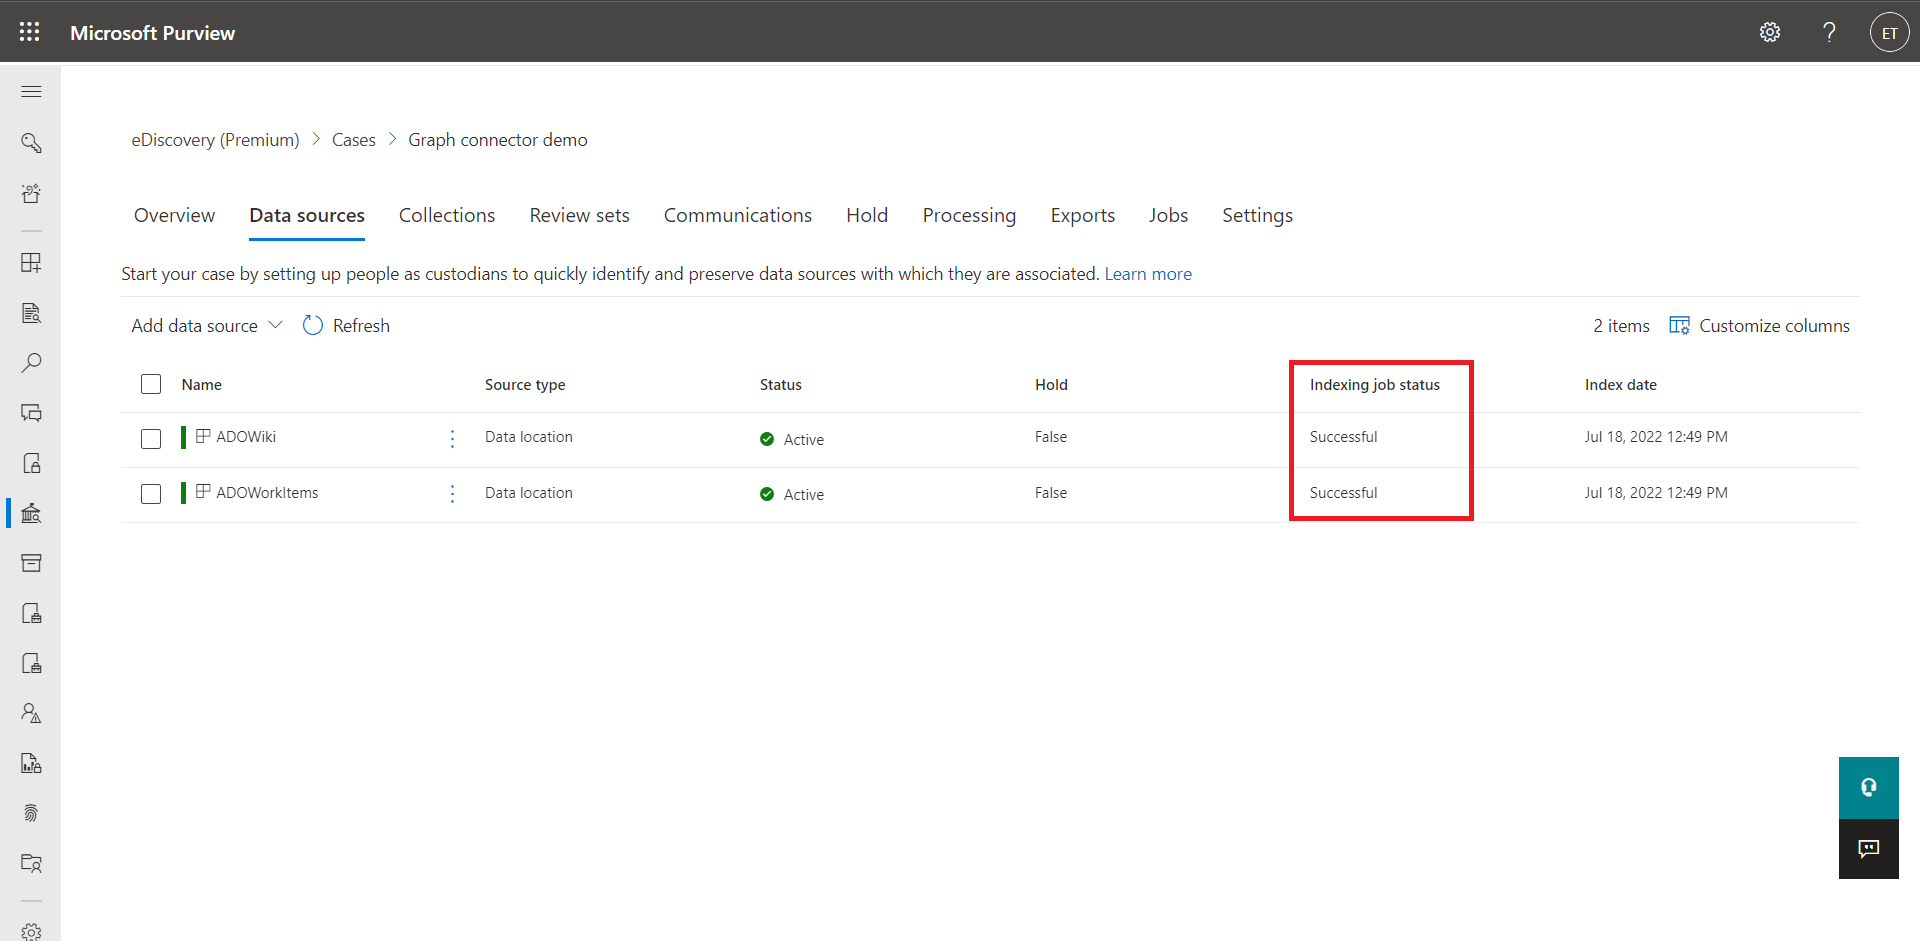 Microsoft Purview
ET
eDiscovery (Premium) > Cases > Graph connector demo
Overview Data sources Collections Review sets Communications Hold Processing Exports Jobs Settings
Start your case by setting up people as custodians to quickly identify and preserve data sources with which they are associated. Learn more
Add data source Refresh 2 items Customize columns
Name Source type Status Hold Indexing job status Index date
ADOWiki Data location Active False Successful Jul 18, 2022 12:49 PM
ADOWorkItems Data location Active False Successful Jul 18, 2022 12:49 PM